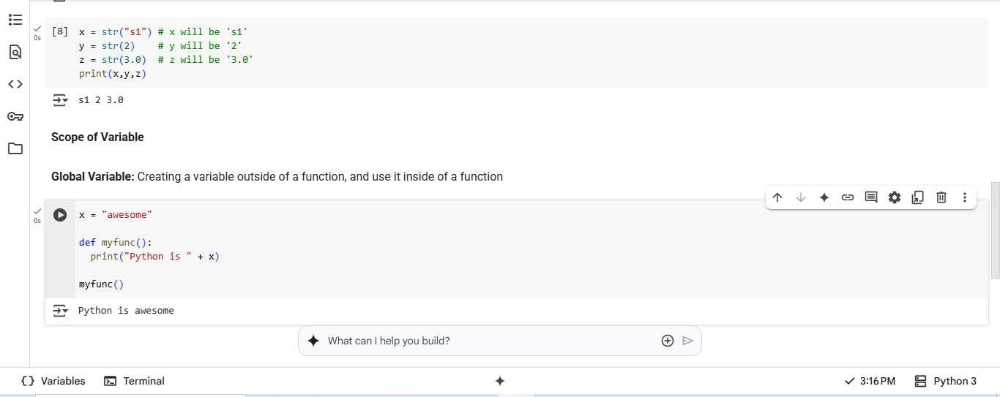 [8] x = str("s1") # x will be 's1'
0s
y = str(2)    # y will be '2'
z = str(3.0)  # z will be '3.0'
print(x,y,z)
s1 2 3.0
Scope of Variable
Global Variable: Creating a variable outside of a function, and use it inside of a function
0s
x = "awesome"
def myfunc():
  print("Python is " + x)
myfunc()
Python is awesome
What can I help you build?
Variables Terminal 3:16 PM Python 3